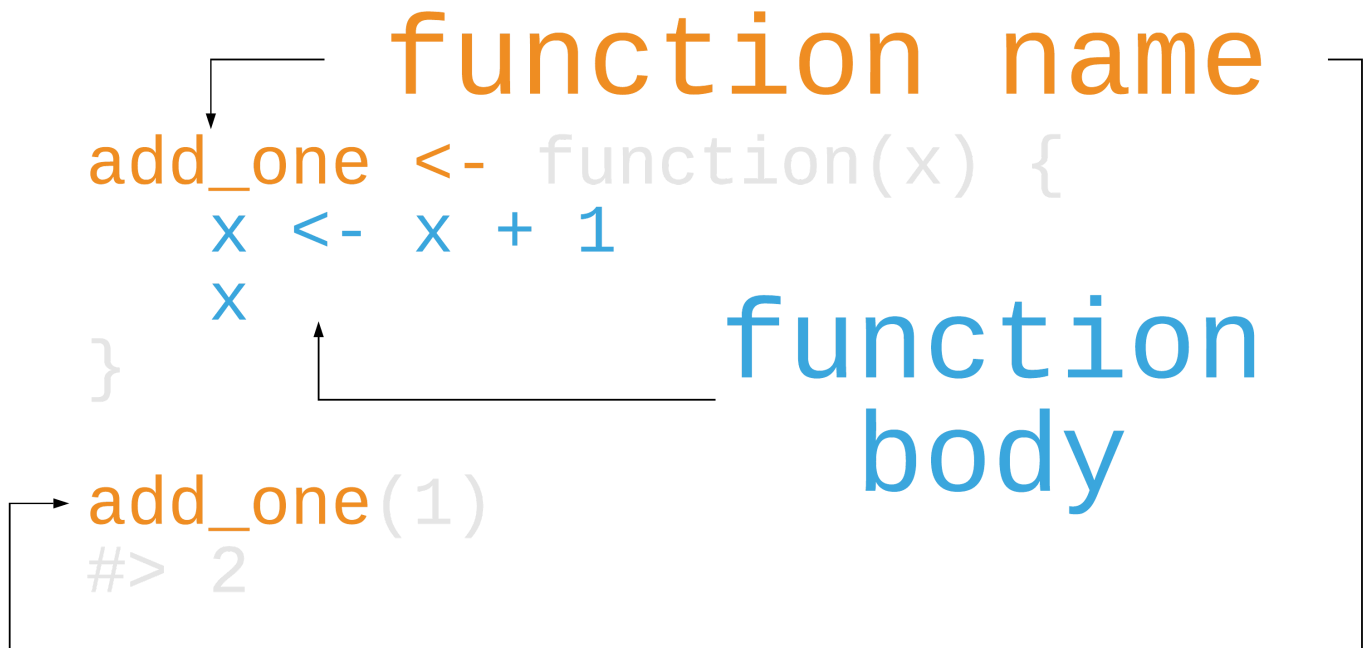 function name
add_one <- function(x) {
x <- x + 1
x
}
function
body
add_one(1)
#> 2